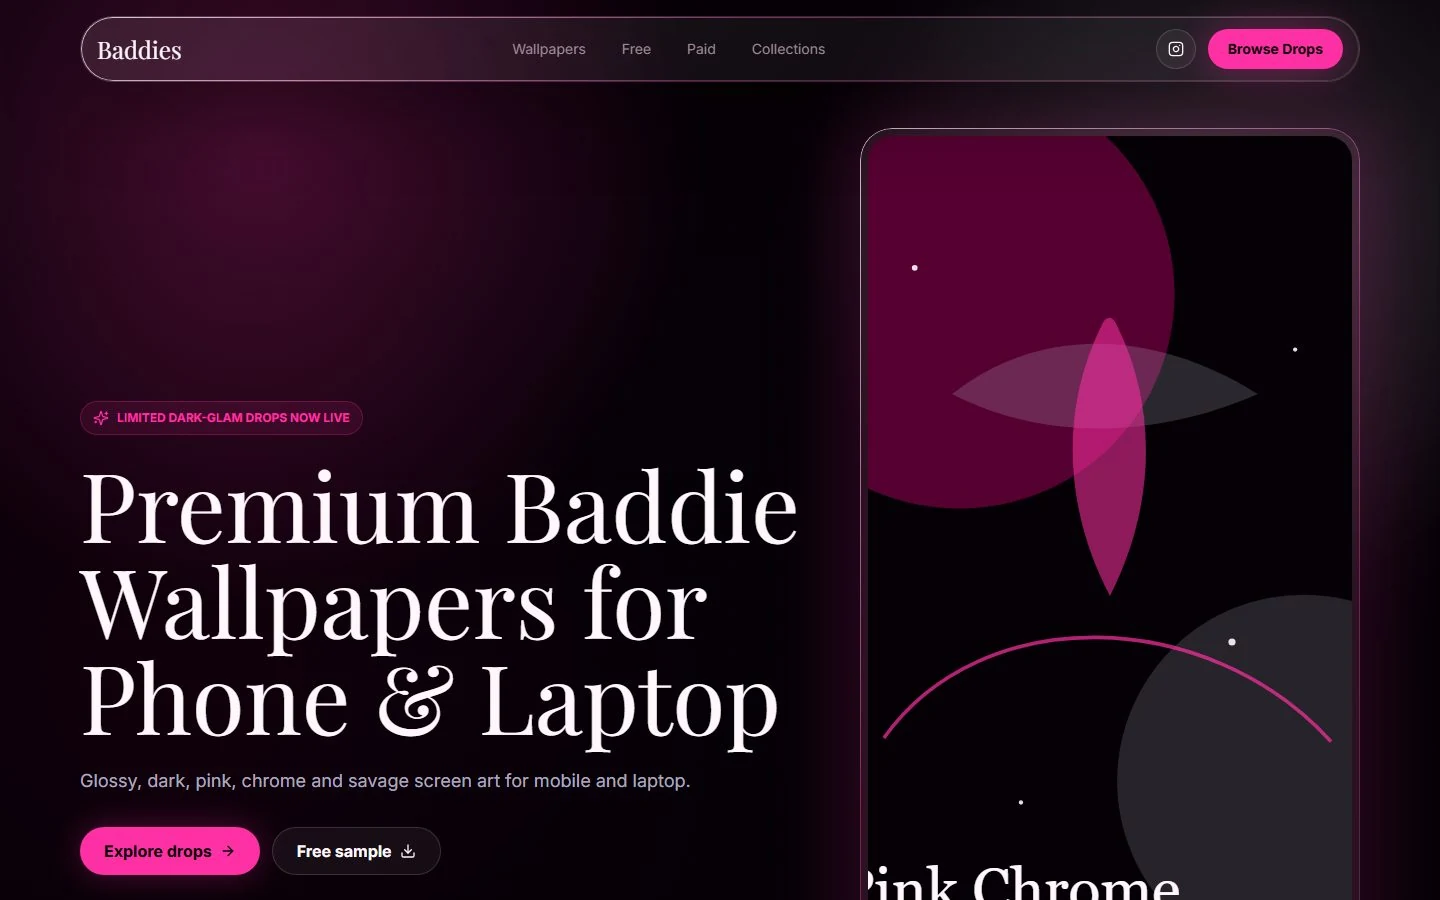 Baddies
Wallpapers
Free
Paid
Collections
Browse Drops
LIMITED DARK-GLAM DROPS NOW LIVE
Premium Baddie
Wallpapers for
Phone & Laptop
Glossy, dark, pink, chrome and savage screen art for mobile and laptop.
Explore drops
Free sample
Pink Chrome